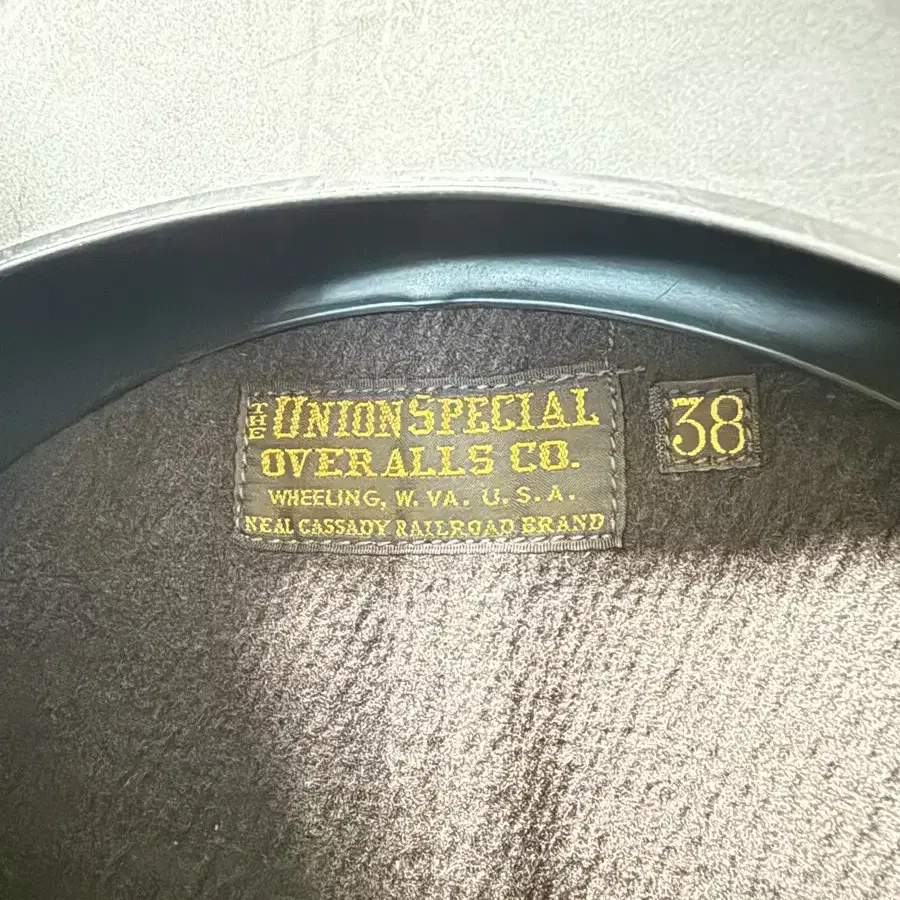 THE UNION SPECIAL
OVERALLS CO.
WHEELING, W. VA. U.S.A.
NEAL CASSADY RAILROAD BRAND
38